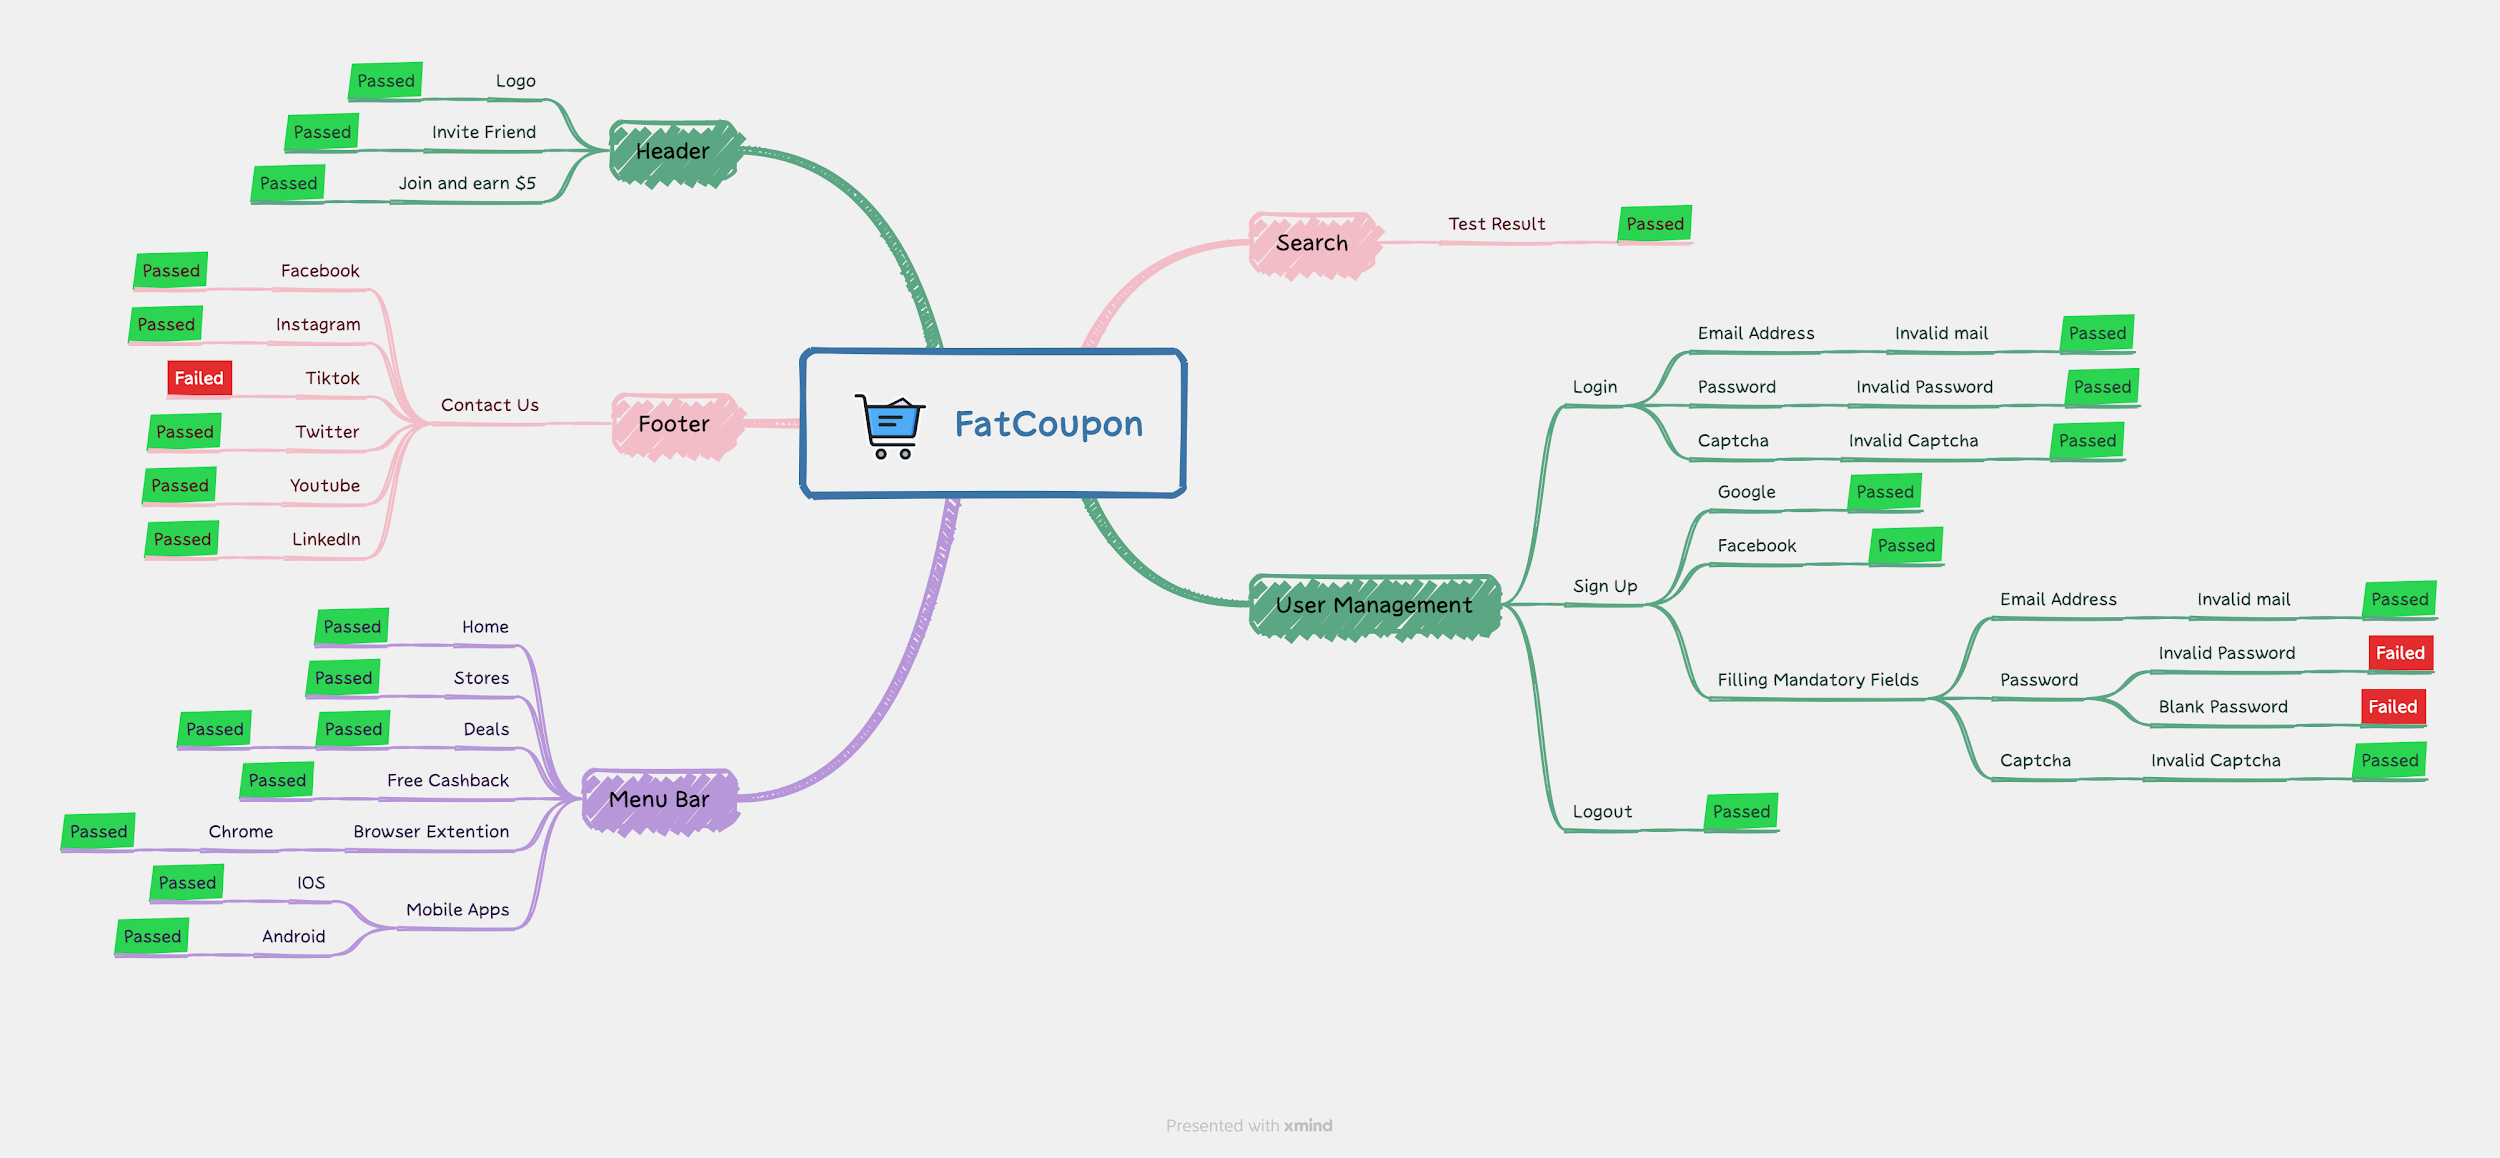 FatCoupon
Header
Logo
Passed
Invite Friend
Passed
Join and earn $5
Passed
Footer
Contact Us
Facebook
Passed
Instagram
Passed
Tiktok
Failed
Twitter
Passed
Youtube
Passed
LinkedIn
Passed
Menu Bar
Home
Passed
Stores
Passed
Deals
Passed
Passed
Free Cashback
Passed
Browser Extention
Chrome
Passed
Mobile Apps
IOS
Passed
Android
Passed
Search
Test Result
Passed
User Management
Login
Email Address
Invalid mail
Passed
Password
Invalid Password
Passed
Captcha
Invalid Captcha
Passed
Sign Up
Google
Passed
Facebook
Passed
Filling Mandatory Fields
Email Address
Invalid mail
Passed
Password
Invalid Password
Failed
Blank Password
Failed
Captcha
Invalid Captcha
Passed
Logout
Passed
Presented with xmind